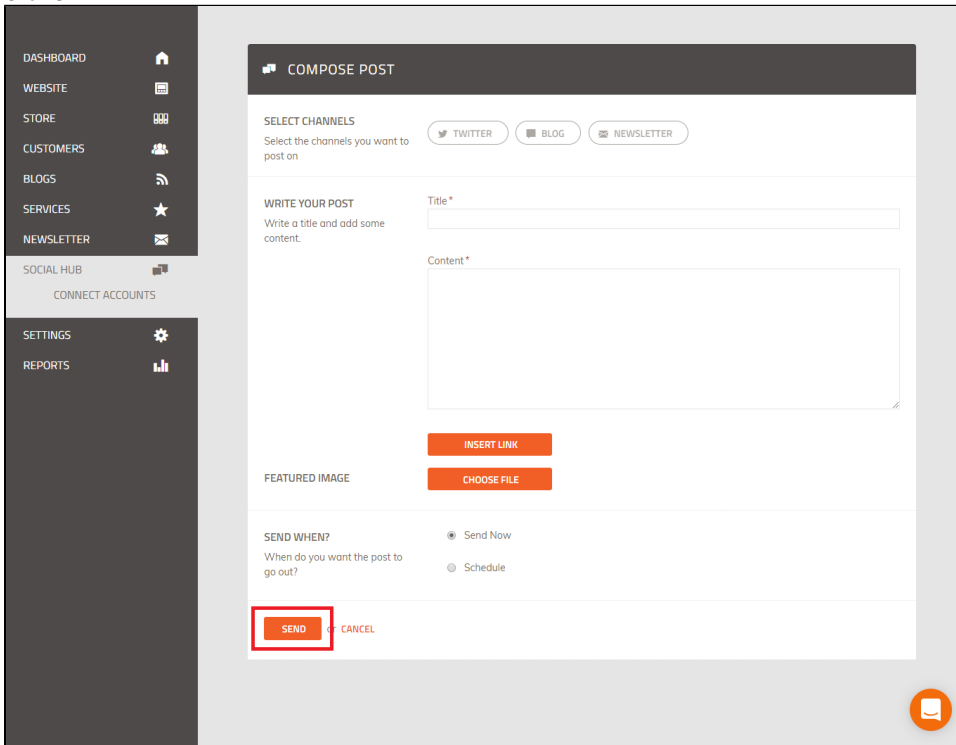 DASHBOARD
WEBSITE
STORE
CUSTOMERS
BLOGS
SERVICES
NEWSLETTER
SOCIAL HUB
CONNECT ACCOUNTS
SETTINGS
REPORTS
COMPOSE POST
SELECT CHANNELS
Select the channels you want to
post on
TWITTER
BLOG
NEWSLETTER
WRITE YOUR POST
Write a title and add some
content.
Title*
Content*
INSERT LINK
FEATURED IMAGE
CHOOSE FILE
SEND WHEN?
When do you want the post to
go out?
Send Now
Schedule
SEND or CANCEL